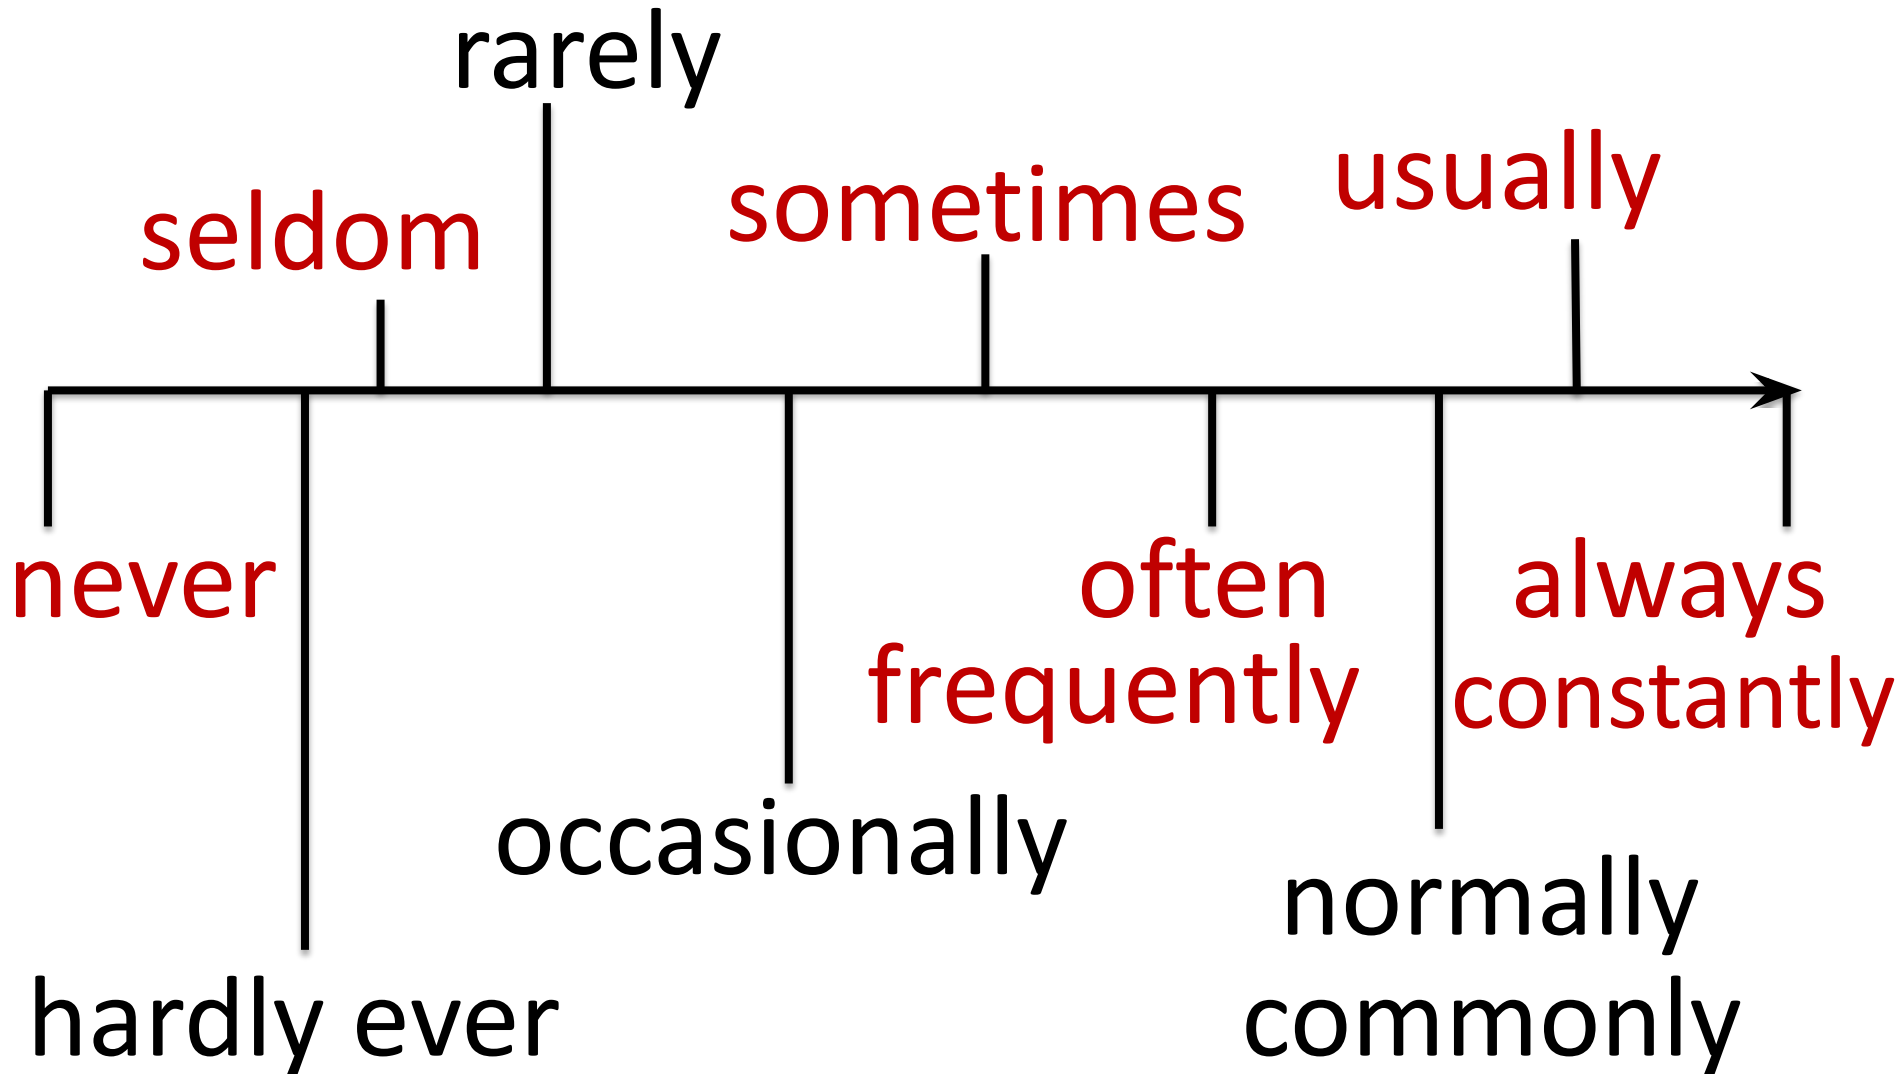 rarely
usually
sometimes
seldom
never
often
always
frequently
constantly
occasionally
normally
hardly ever
commonly